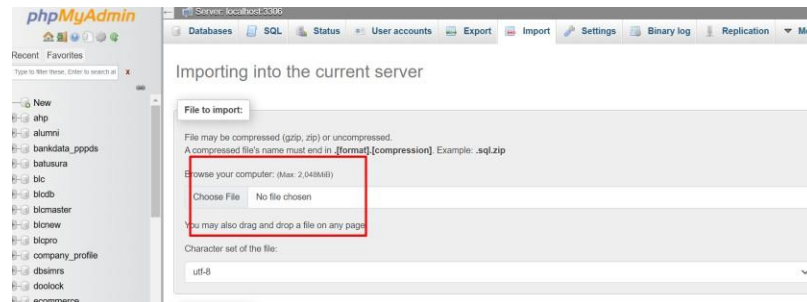 phpMyAdmin
Recent Favorites
Type to filter these, Enter to search all X
New
ahp
alumni
bankdata_pppds
batusura
blc
blcdb
blcmaster
blcnew
blcpro
company_profile
dbsimrs
doolock
ecommerce
Server: localhost:3306
Databases SQL Status User accounts Export Import Settings Binary log Replication
Importing into the current server
File to import:
File may be compressed (gzip, zip) or uncompressed.
A compressed file's name must end in .[format].[compression]. Example: .sql.zip
Browse your computer: (Max: 2,048MiB)
Choose File No file chosen
You may also drag and drop a file on any page
Character set of the file:
utf-8